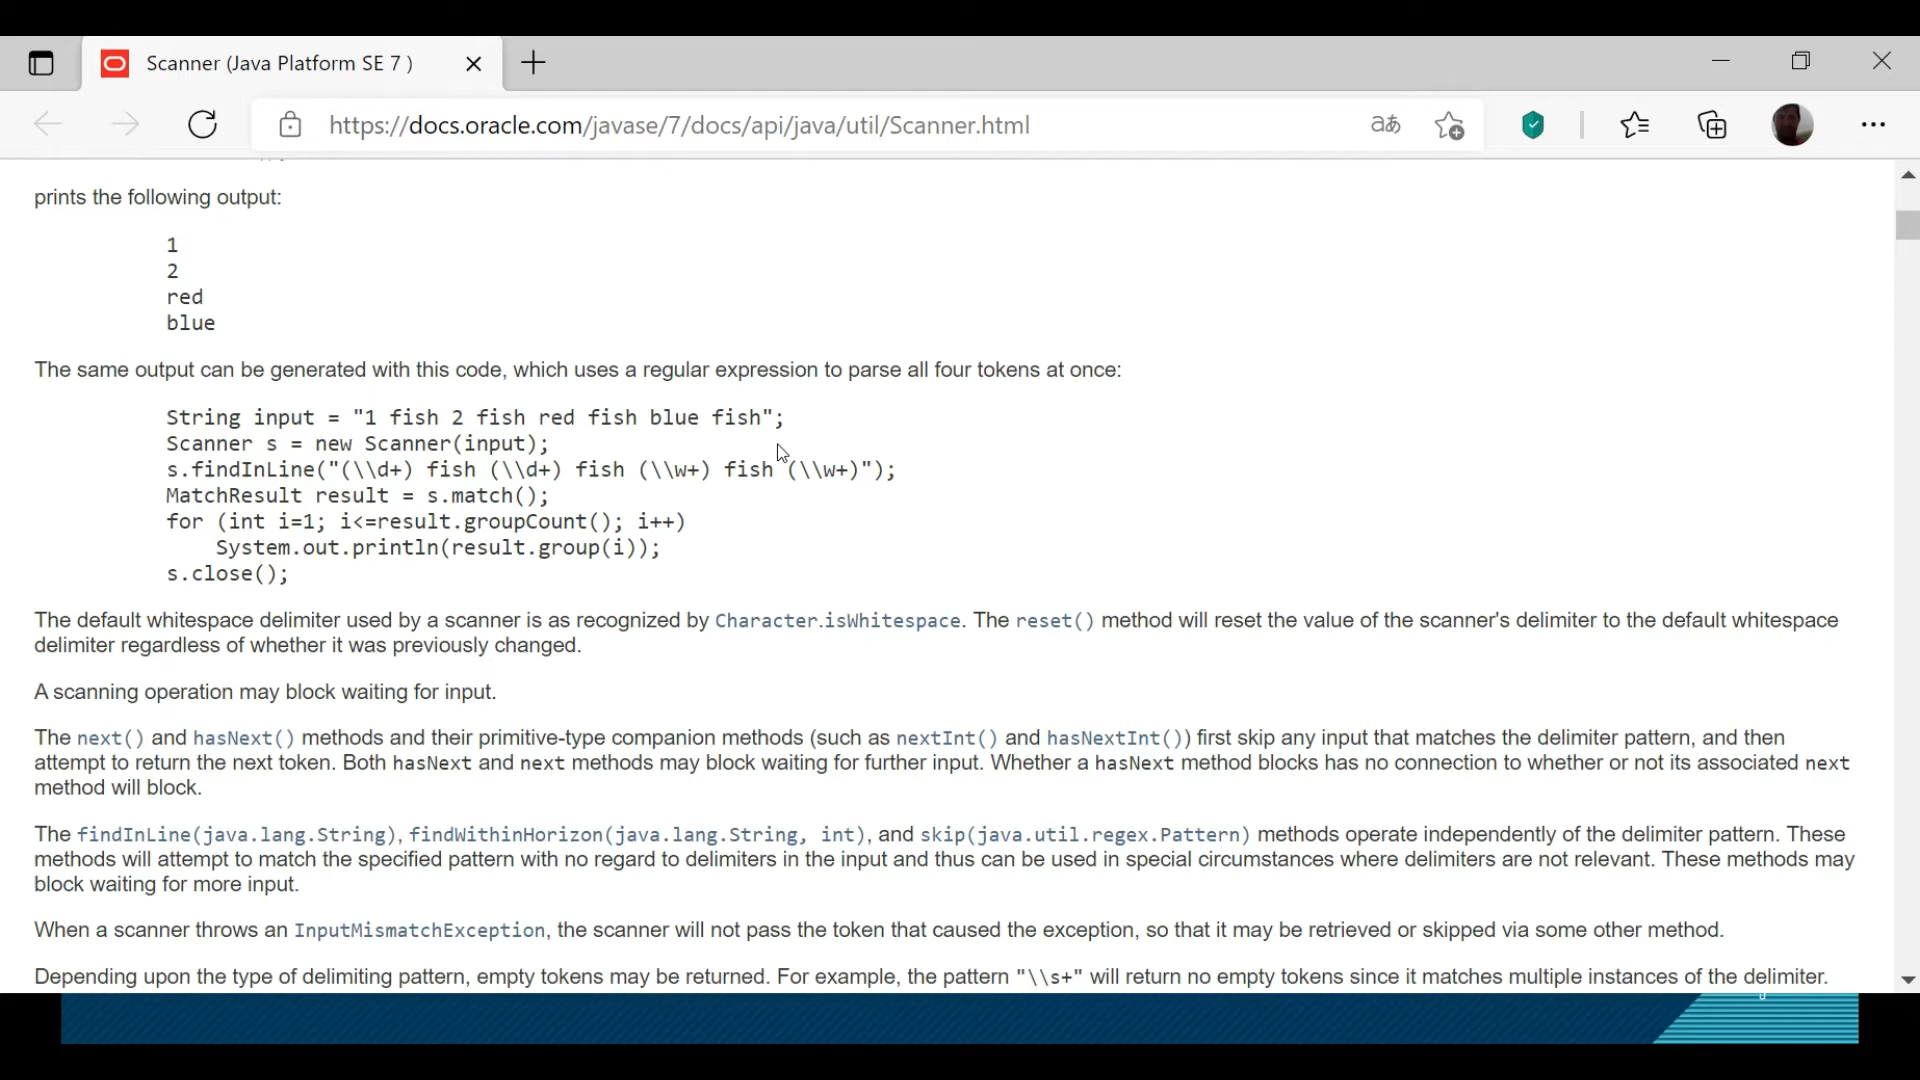 Scanner (Java Platform SE 7 )
https://docs.oracle.com/javase/7/docs/api/java/util/Scanner.html
aあ
prints the following output:
1
2
red
blue
The same output can be generated with this code, which uses a regular expression to parse all four tokens at once:
String input = "1 fish 2 fish red fish blue fish";
Scanner s = new Scanner(input);
s.findInLine("(\\d+) fish (\\d+) fish (\\w+) fish (\\w+)");
MatchResult result = s.match();
for (int i=1; i<=result.groupCount(); i++)
System.out.println(result.group(i));
s.close();
The default whitespace delimiter used by a scanner is as recognized by Character.isWhitespace. The reset() method will reset the value of the scanner's delimiter to the default whitespace
delimiter regardless of whether it was previously changed.
A scanning operation may block waiting for input.
The next() and hasNext() methods and their primitive-type companion methods (such as nextInt() and hasNextInt()) first skip any input that matches the delimiter pattern, and then
attempt to return the next token. Both hasNext and next methods may block waiting for further input. Whether a hasNext method blocks has no connection to whether or not its associated next
method will block.
The findInLine(java.lang.String), findWithinHorizon(java.lang.String, int), and skip(java.util.regex.Pattern) methods operate independently of the delimiter pattern. These
methods will attempt to match the specified pattern with no regard to delimiters in the input and thus can be used in special circumstances where delimiters are not relevant. These methods may
block waiting for more input.
When a scanner throws an InputMismatchException, the scanner will not pass the token that caused the exception, so that it may be retrieved or skipped via some other method.
Depending upon the type of delimiting pattern, empty tokens may be returned. For example, the pattern "\\s+" will return no empty tokens since it matches multiple instances of the delimiter.